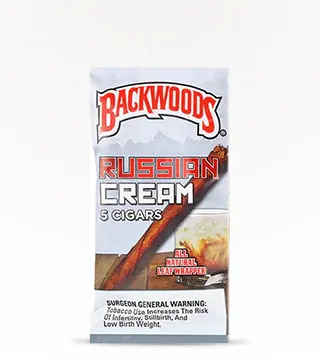 BACKWOODS®
RUSSIAN
CREAM
5 CIGARS
ALL
NATURAL
LEAF WRAPPER
SURGEON GENERAL WARNING:
Tobacco Use Increases The Risk
Of Infertility, Stillbirth, And
Low Birth Weight.